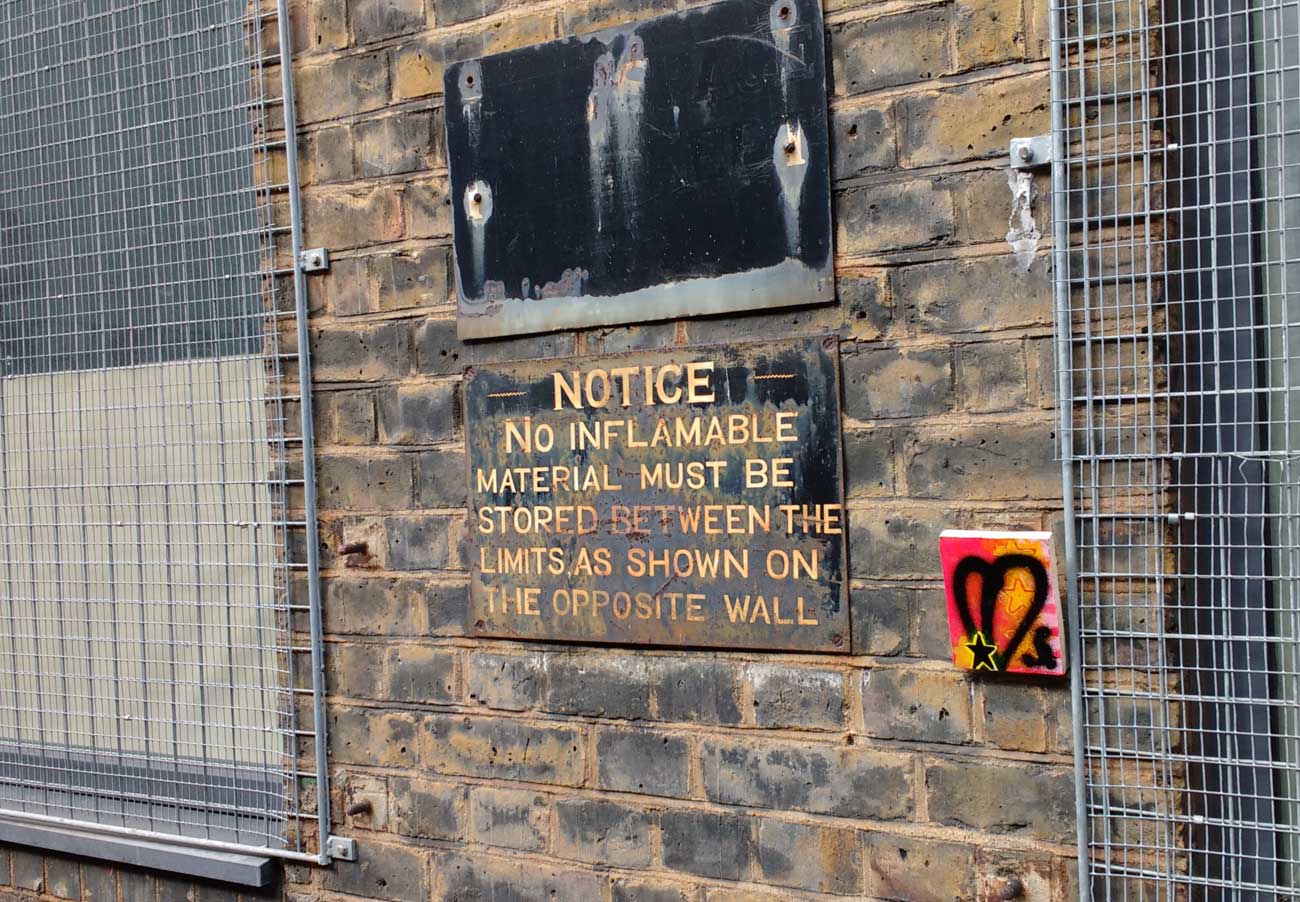 NOTICE
NO INFLAMABLE
MATERIAL MUST BE
STORED BETWEEN THE
LIMITS, AS SHOWN ON
THE OPPOSITE WALL